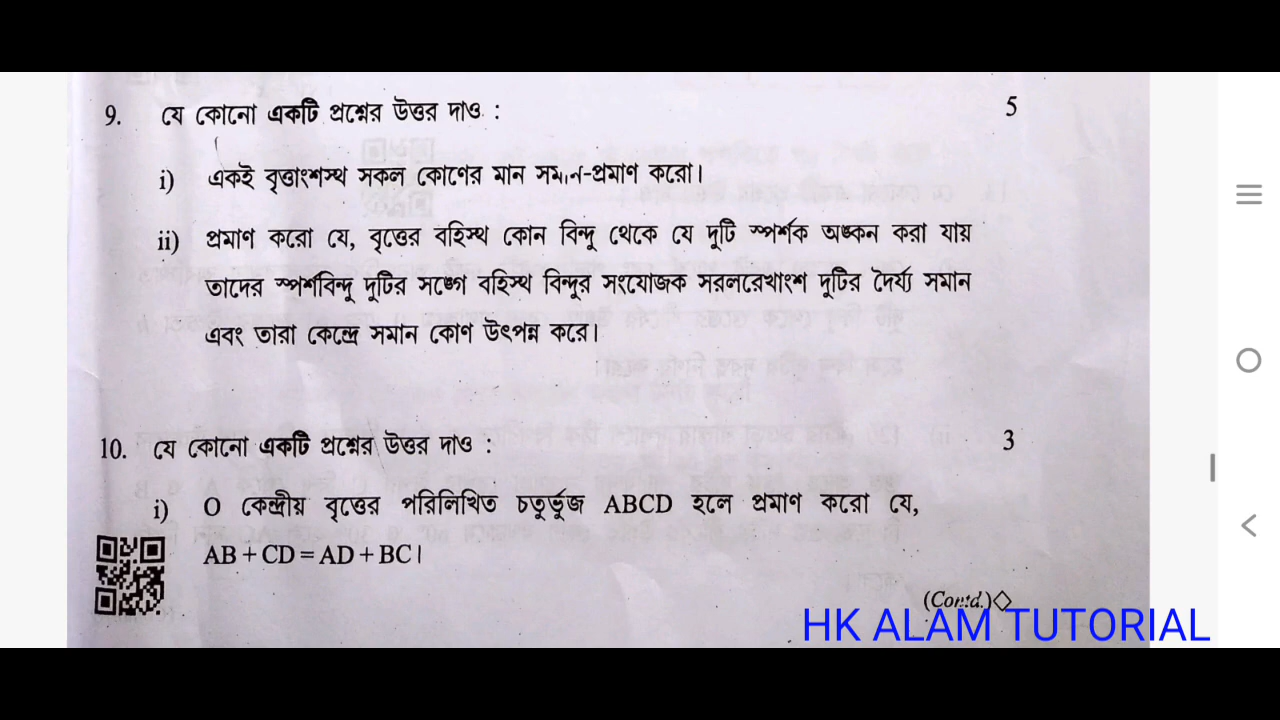 9. যে কোনো একটি প্রশ্নের উত্তর দাও : 5
i) একই বৃত্তাংশস্থ সকল কোণের মান সমান-প্রমাণ করো।
ii) প্রমাণ করো যে, বৃত্তের বহিস্থ কোন বিন্দু থেকে যে দুটি স্পর্শক অঙ্কন করা যায়
তাদের স্পর্শবিন্দু দুটির সঙ্গে বহিস্থ বিন্দুর সংযোজক সরলরেখাংশ দুটির দৈর্ঘ্য সমান
এবং তারা কেন্দ্রে সমান কোণ উৎপন্ন করে।
10. যে কোনো একটি প্রশ্নের উত্তর দাও : 3
i) O কেন্দ্রীয় বৃত্তের পরিলিখিত চতুর্ভুজ ABCD হলে প্রমাণ করো যে,
AB + CD = AD + BC।
(Contd.)◇
HK ALAM TUTORIAL